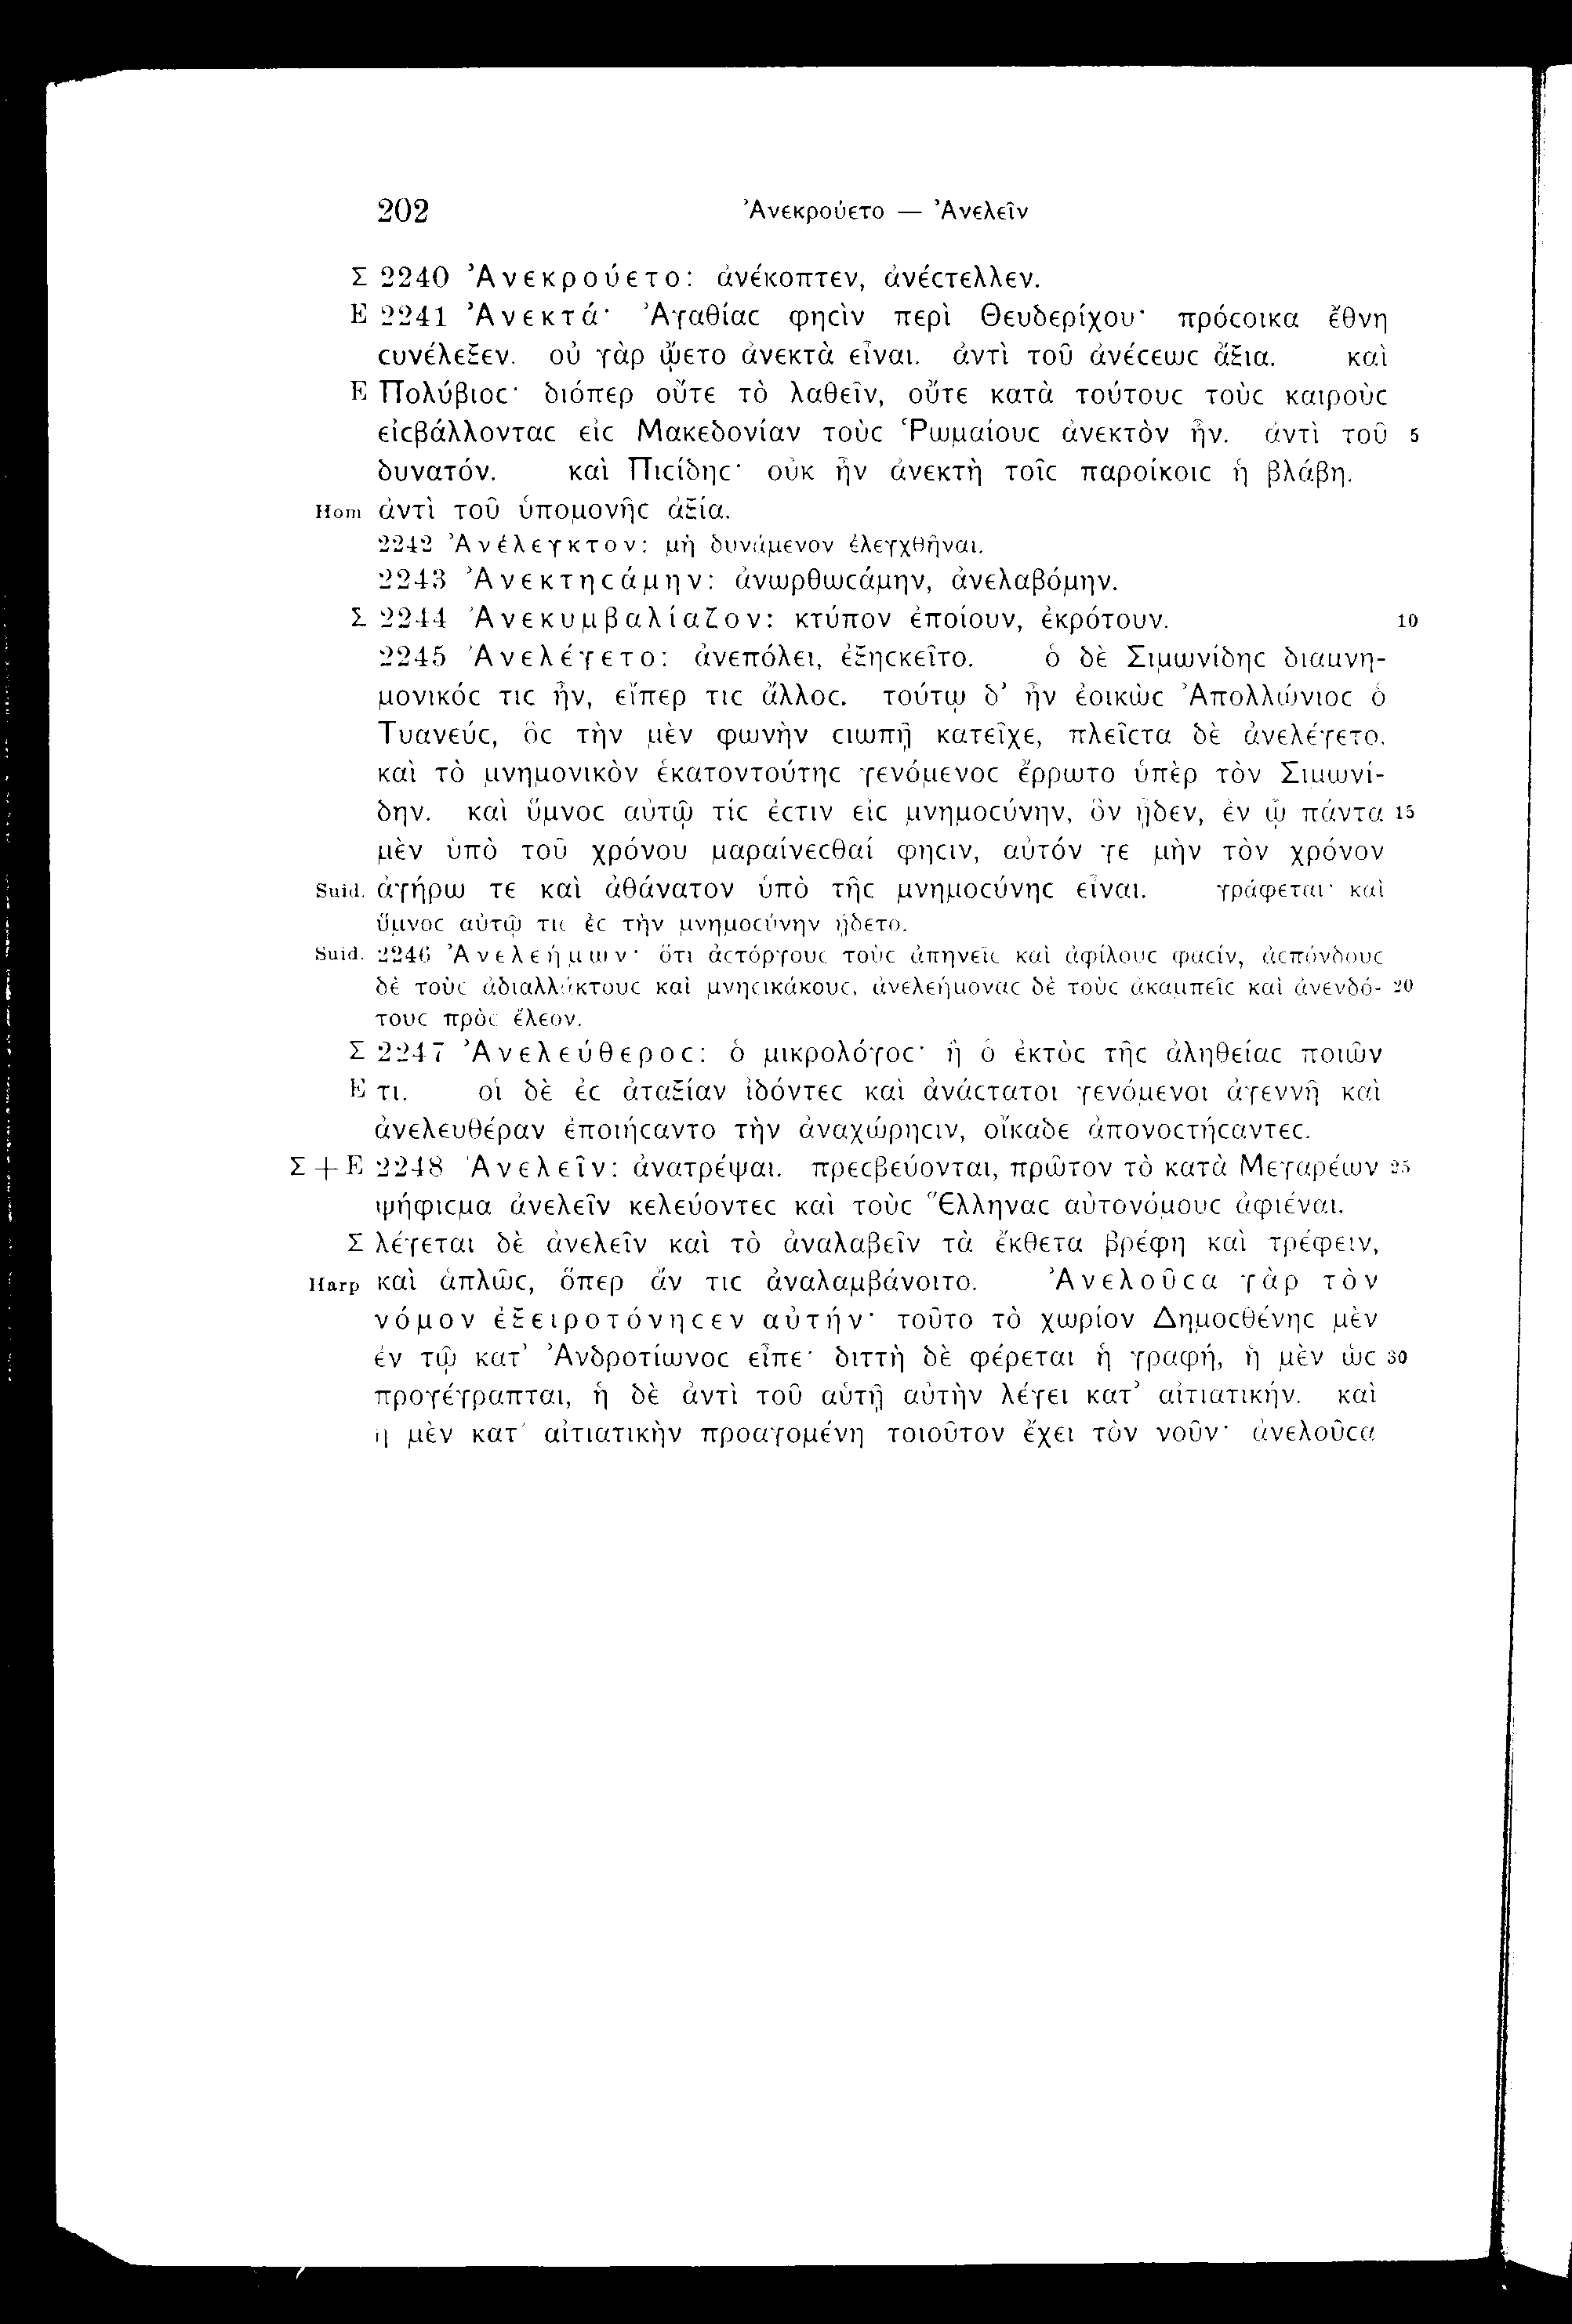 202 Ἀνεκρούετο — Ἀνελεῖν
Σ 2240 Ἀνεκρούετο: ἀνέκοπτεν, ἀνέϲτελλεν.
E 2241 Ἀνεκτά· Ἀγαθίαϲ φηϲὶν περὶ Θευδερίχου· πρόϲοικα ἔθνη
ϲυνέλεξεν. οὐ γὰρ ᾤετο ἀνεκτὰ εἶναι. ἀντὶ τοῦ ἀνέϲεωϲ ἄξια. καὶ
E Πολύβιοϲ· διόπερ οὔτε τὸ λαθεῖν, οὔτε κατὰ τούτουϲ τοὺϲ καιροὺϲ
εἰϲβάλλονταϲ εἰϲ Μακεδονίαν τοὺϲ Ῥωμαίουϲ ἀνεκτὸν ἦν. ἀντὶ τοῦ 5
δυνατόν. καὶ Πιϲίδηϲ· οὐκ ἦν ἀνεκτὴ τοῖϲ παροίκοιϲ ἡ βλάβη.
Hom ἀντὶ τοῦ ὑπομονῆϲ ἀξία.
2242 Ἀνέλεγκτον: μὴ δυνάμενον ἐλεγχθῆναι.
2243 Ἀνεκτηϲάμην: ἀνωρθωϲάμην, ἀνελαβόμην.
Σ 2244 Ἀνεκυμβαλίαζον: κτύπον ἐποίουν, ἐκρότουν. 10
2245 Ἀνελέγετο: ἀνεπόλει, ἐξηϲκεῖτο. ὁ δὲ Σιμωνίδηϲ διαμνη-
μονικόϲ τιϲ ἦν, εἴπερ τιϲ ἄλλοϲ. τούτῳ δ’ ἦν ἐοικὼϲ Ἀπολλώνιοϲ ὁ
Τυανεύϲ, ὃϲ τὴν μὲν φωνὴν ϲιωπῇ κατεῖχε, πλεῖϲτα δὲ ἀνελέγετο.
καὶ τὸ μνημονικὸν ἑκατοντούτηϲ γενόμενοϲ ἔρρωτο ὑπὲρ τὸν Σιμωνί-
δην. καὶ ὕμνοϲ αὐτῷ τίϲ ἐϲτιν εἰϲ μνημοϲύνην, ὃν ᾖδεν, ἐν ᾧ πάντα 15
μὲν ὑπὸ τοῦ χρόνου μαραίνεϲθαί φηϲιν, αὐτόν γε μὴν τὸν χρόνον
Suid. ἀγήρω τε καὶ ἀθάνατον ὑπὸ τῆϲ μνημοϲύνηϲ εἶναι. γράφεται· καὶ
ὕμνοϲ αὐτῷ τιϲ ἐϲ τὴν μνημοϲύνην ᾔδετο.
Suid. 2246 Ἀνελεήμων· ὅτι ἀϲτόργουϲ τοὺϲ ἀπηνεῖϲ καὶ ἀφίλουϲ φαϲίν, ἀϲπόνδουϲ
δὲ τοὺϲ ἀδιαλλάκτουϲ καὶ μνηϲικάκουϲ, ἀνελεήμοναϲ δὲ τοὺϲ ἀκαμπεῖϲ καὶ ἀνενδό- 20
τουϲ πρὸϲ ἔλεον.
Σ 2247 Ἀνελεύθεροϲ: ὁ μικρολόγοϲ· ἢ ὁ ἐκτὸϲ τῆϲ ἀληθείαϲ ποιῶν
E τι. οἱ δὲ ἐϲ ἀταξίαν ἰδόντεϲ καὶ ἀνάϲτατοι γενόμενοι ἀγεννῆ καὶ
ἀνελευθέραν ἐποιήϲαντο τὴν ἀναχώρηϲιν, οἴκαδε ἀπονοϲτήϲαντεϲ.
Σ + E 2248 Ἀνελεῖν: ἀνατρέψαι. πρεϲβεύονται, πρῶτον τὸ κατὰ Μεγαρέων 25
ψήφιϲμα ἀνελεῖν κελεύοντεϲ καὶ τοὺϲ Ἕλληναϲ αὐτονόμουϲ ἀφιέναι.
Σ λέγεται δὲ ἀνελεῖν καὶ τὸ ἀναλαβεῖν τὰ ἔκθετα βρέφη καὶ τρέφειν,
Harp καὶ ἁπλῶϲ, ὅπερ ἄν τιϲ ἀναλαμβάνοιτο. Ἀνελοῦϲα γὰρ τὸν
νόμον ἐξειροτόνηϲεν αὑτήν· τοῦτο τὸ χωρίον Δημοϲθένηϲ μὲν
ἐν τῷ κατ’ Ἀνδροτίωνοϲ εἶπε· διττὴ δὲ φέρεται ἡ γραφή, ἡ μὲν ὡϲ 30
προγέγραπται, ἡ δὲ ἀντὶ τοῦ αὑτῇ αὐτὴν λέγει κατ’ αἰτιατικήν. καὶ
ἡ μὲν κατ’ αἰτιατικὴν προαγομένη τοιοῦτον ἔχει τὸν νοῦν· ἀνελοῦϲα